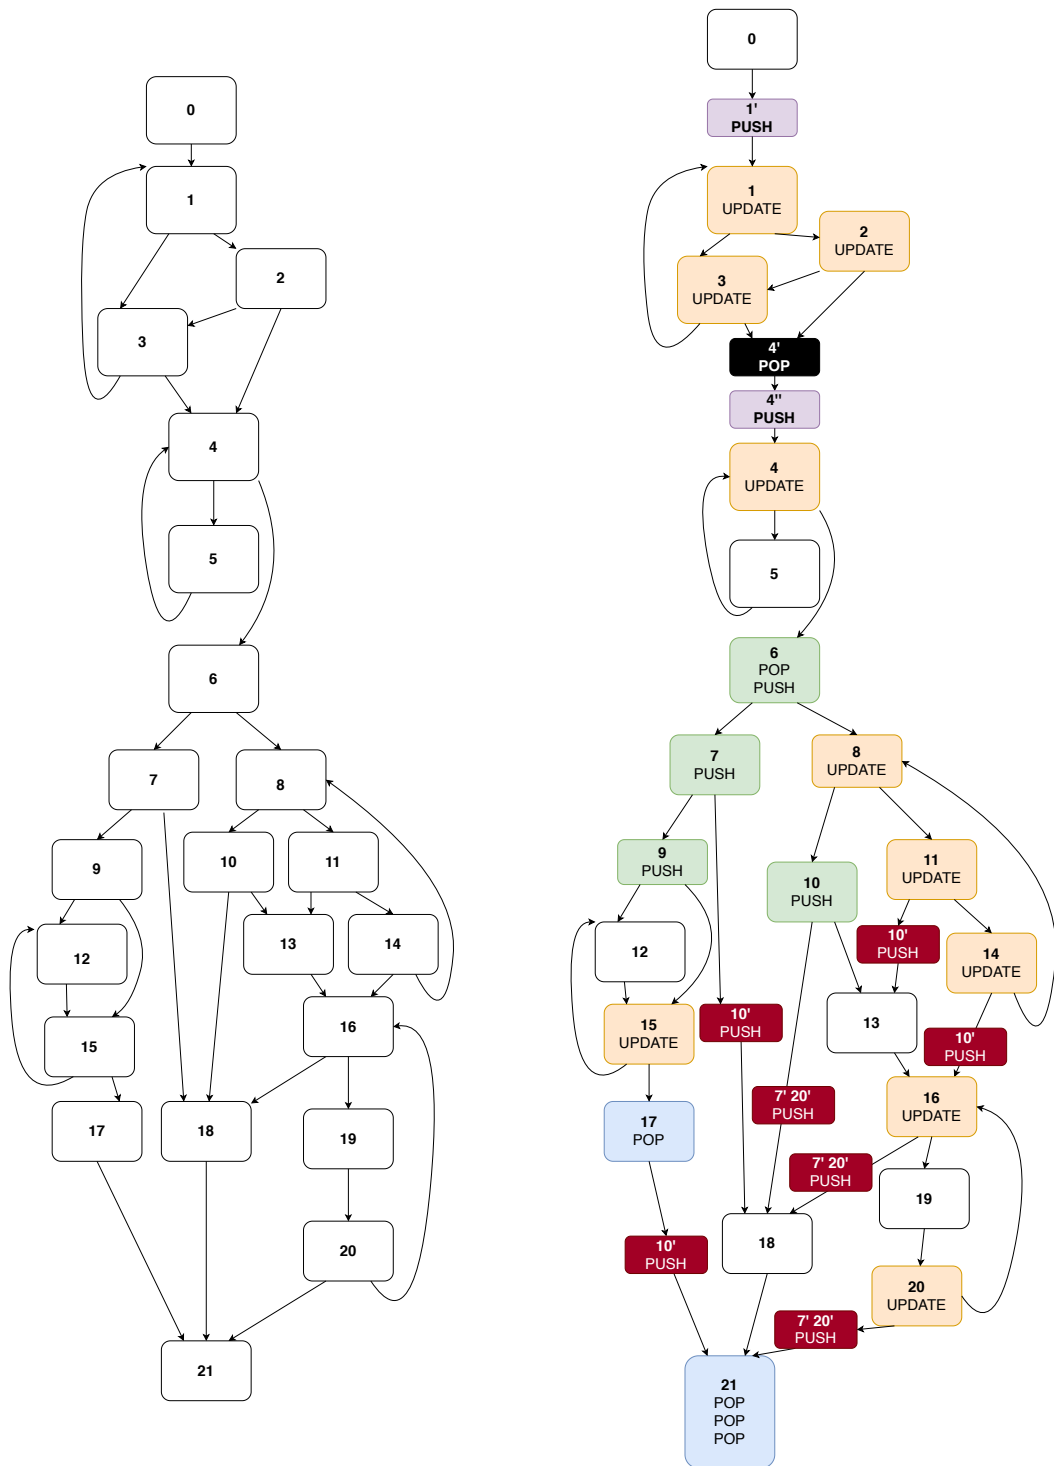 0
1
2
3
4
5
6
7
8
9
10
11
12
13
14
15
16
17
18
19
20
21
0
1'
PUSH
1
UPDATE
2
UPDATE
3
UPDATE
4'
POP
4''
PUSH
4
UPDATE
5
6
POP
PUSH
7
PUSH
8
UPDATE
9
PUSH
10
PUSH
11
UPDATE
10'
PUSH
12
14
UPDATE
13
15
UPDATE
10'
PUSH
10'
PUSH
16
UPDATE
7' 20'
PUSH
17
POP
7' 20'
PUSH
19
18
10'
PUSH
20
UPDATE
7' 20'
PUSH
21
POP
POP
POP